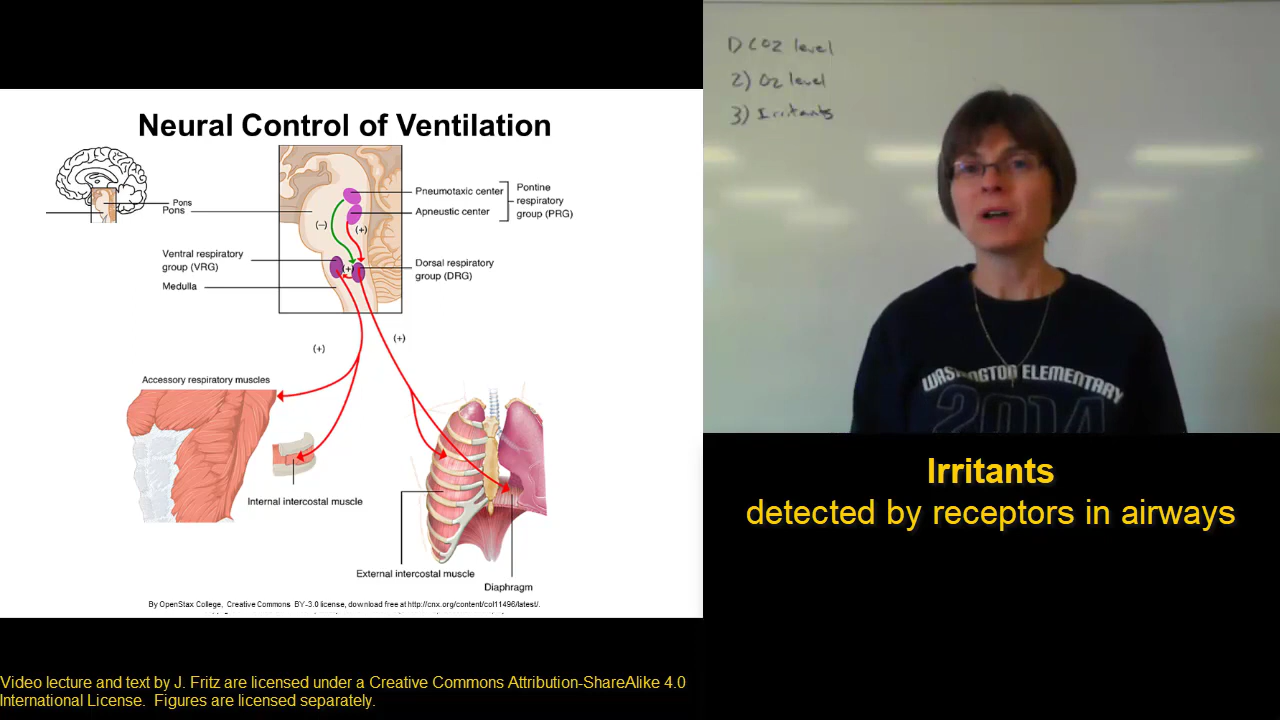 Neural Control of Ventilation
Pons
Pons
Pneumotaxic center
Apneustic center
Pontine
respiratory
group (PRG)
(–)
(+)
Ventral respiratory
group (VRG)
(+)
Dorsal respiratory
group (DRG)
Medulla
(+)
(+)
Accessory respiratory muscles
Internal intercostal muscle
External intercostal muscle
Diaphragm
By OpenStax College, Creative Commons BY-3.0 license, download free at http://cnx.org/content/col11496/latest/.
1) CO2 level
2) O2 level
3) Irritants
WASHINGTON ELEMENTARY
2014
Irritants
detected by receptors in airways
Video lecture and text by J. Fritz are licensed under a Creative Commons Attribution-ShareAlike 4.0
International License. Figures are licensed separately.